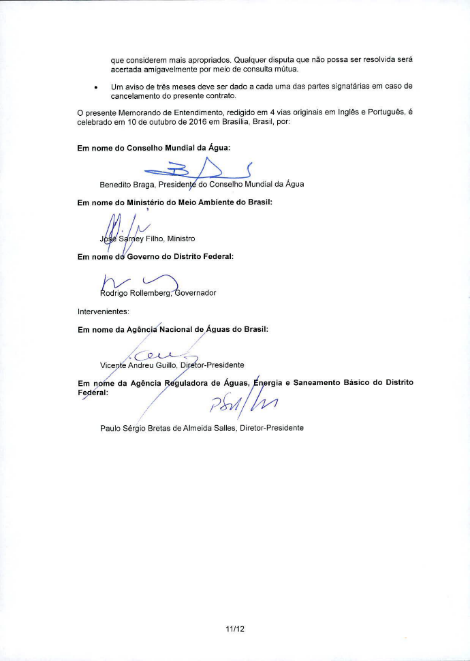 que considerem mais apropriados. Qualquer disputa que não possa ser resolvida será
acertada amigavelmente por meio de consulta mútua.
• Um aviso de três meses deve ser dado a cada uma das partes signatárias em caso de
cancelamento do presente contrato.
O presente Memorando de Entendimento, redigido em 4 vias originais em Inglês e Português, é
celebrado em 10 de outubro de 2016 em Brasília, Brasil, por:
Em nome do Conselho Mundial da Água:
Benedito Braga, Presidente do Conselho Mundial da Água
Em nome do Ministério do Meio Ambiente do Brasil:
José Sarney Filho, Ministro
Em nome do Governo do Distrito Federal:
Rodrigo Rollemberg, Governador
Intervenientes:
Em nome da Agência Nacional de Águas do Brasil:
Vicente Andreu Guillo, Diretor-Presidente
Em nome da Agência Reguladora de Águas, Energia e Saneamento Básico do Distrito
Federal:
Paulo Sérgio Bretas de Almeida Salles, Diretor-Presidente
11/12